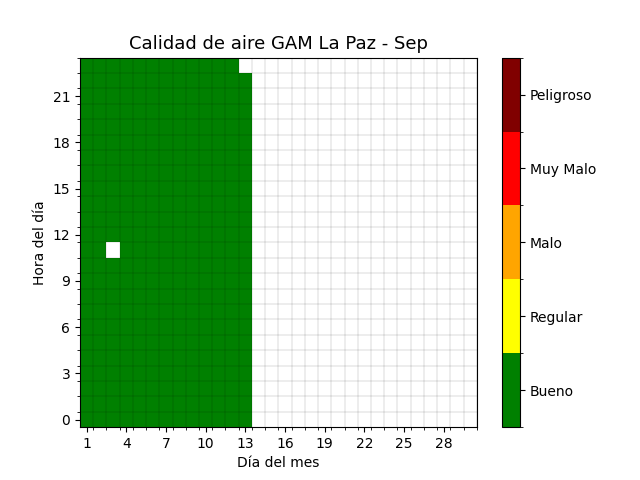 Calidad de aire GAM La Paz - Sep
Hora del día
21
18
15
12
9
6
3
0
1 4 7 10 13 16 19 22 25 28
Día del mes
Peligroso
Muy Malo
Malo
Regular
Bueno